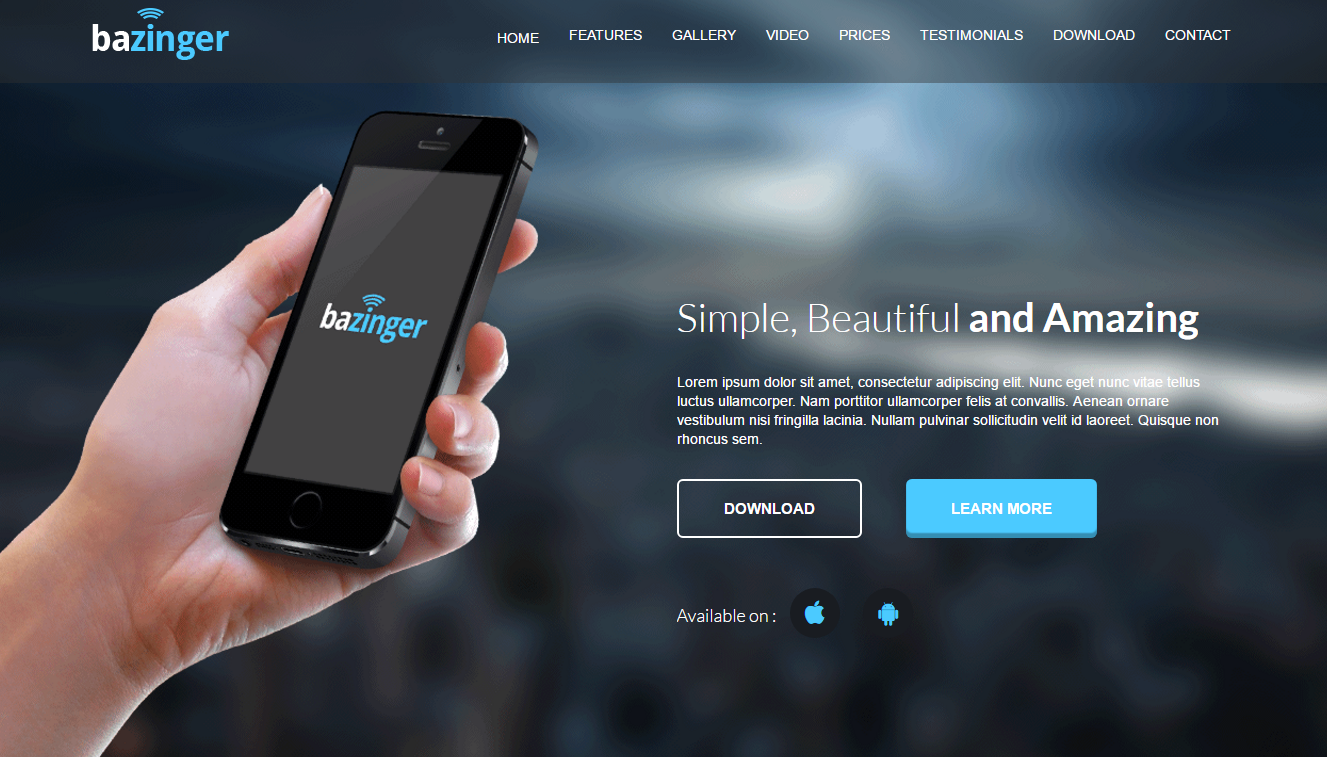 bazinger
HOME FEATURES GALLERY VIDEO PRICES TESTIMONIALS DOWNLOAD CONTACT
bazinger
Simple, Beautiful and Amazing
Lorem ipsum dolor sit amet, consectetur adipiscing elit. Nunc eget nunc vitae tellus
luctus ullamcorper. Nam porttitor ullamcorper felis at convallis. Aenean ornare
vestibulum nisi fringilla lacinia. Nullam pulvinar sollicitudin velit id laoreet. Quisque non
rhoncus sem.
DOWNLOAD LEARN MORE
Available on :